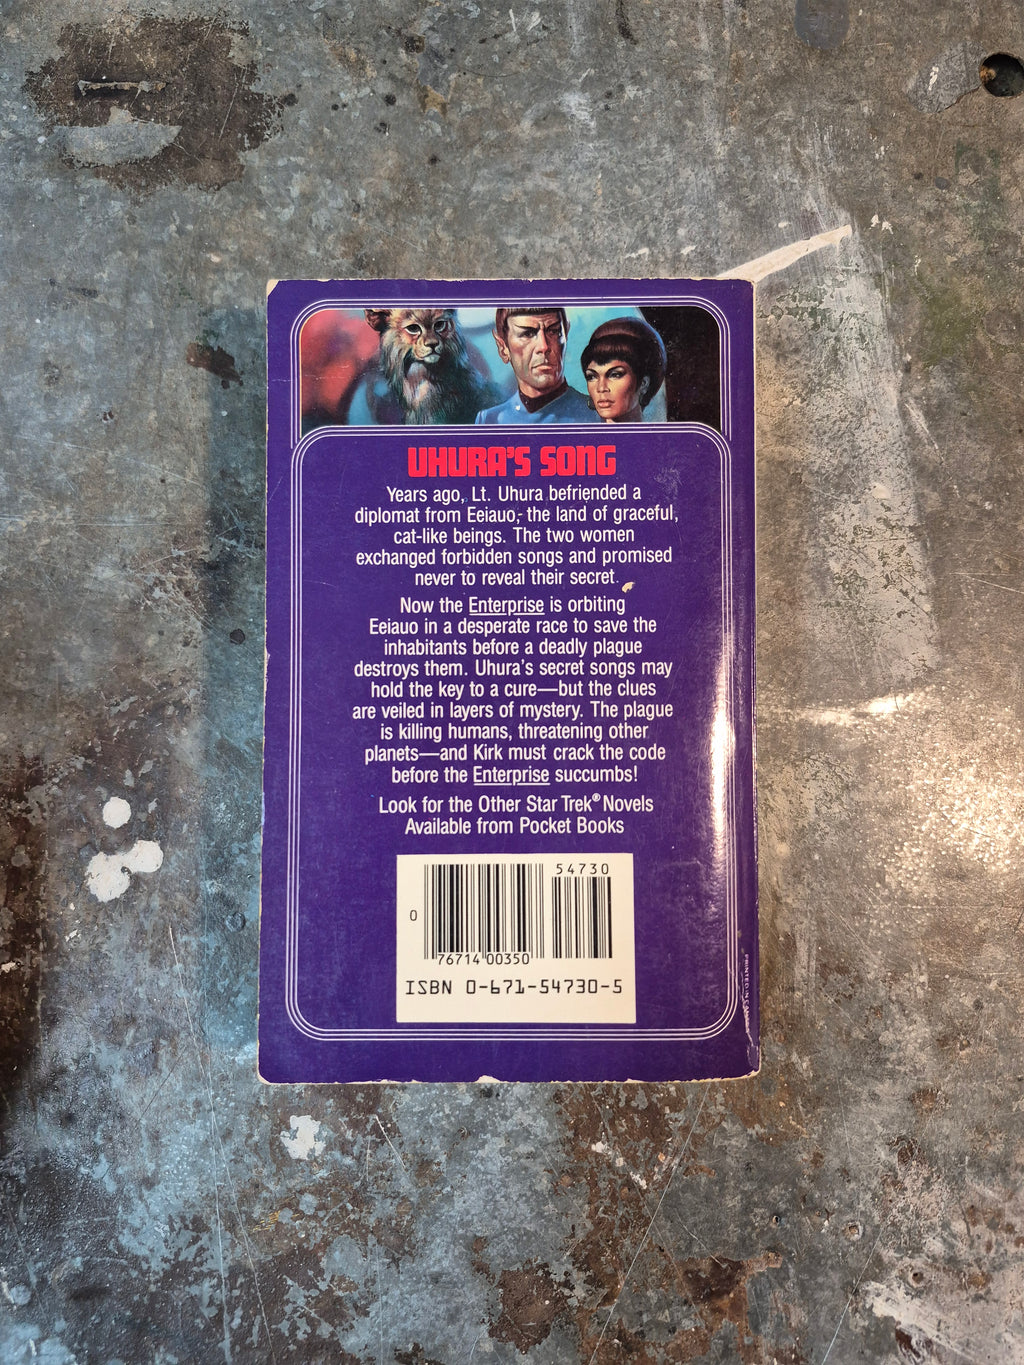 UHURA'S SONG
Years ago, Lt. Uhura befriended a
diplomat from Eeiauo, the land of graceful,
cat-like beings. The two women
exchanged forbidden songs and promised
never to reveal their secret.
Now the Enterprise is orbiting
Eeiauo in a desperate race to save the
inhabitants before a deadly plague
destroys them. Uhura's secret songs may
hold the key to a cure—but the clues
are veiled in layers of mystery. The plague
is killing humans, threatening other
planets—and Kirk must crack the code
before the Enterprise succumbs!
Look for the Other Star Trek® Novels
Available from Pocket Books
54730
0
76714 00350
ISBN 0-671-54730-5
PRINTED IN